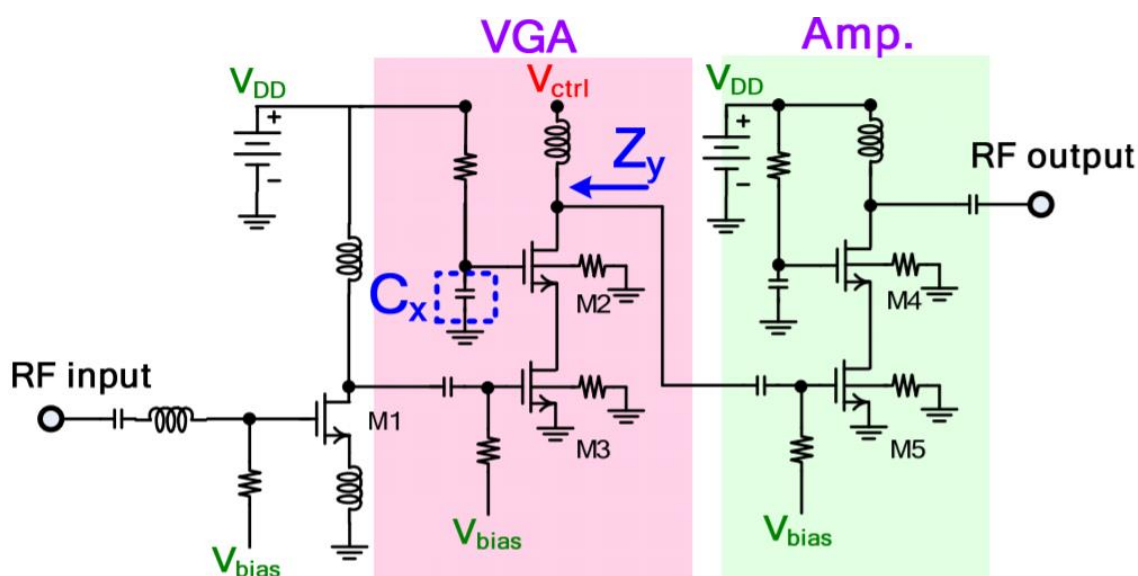 VGA
Amp.
VDD
Vctrl
VDD
+
-
Zy
+
-
RF output
Cx
M2
M4
RF input
M1
M3
M5
Vbias
Vbias
Vbias